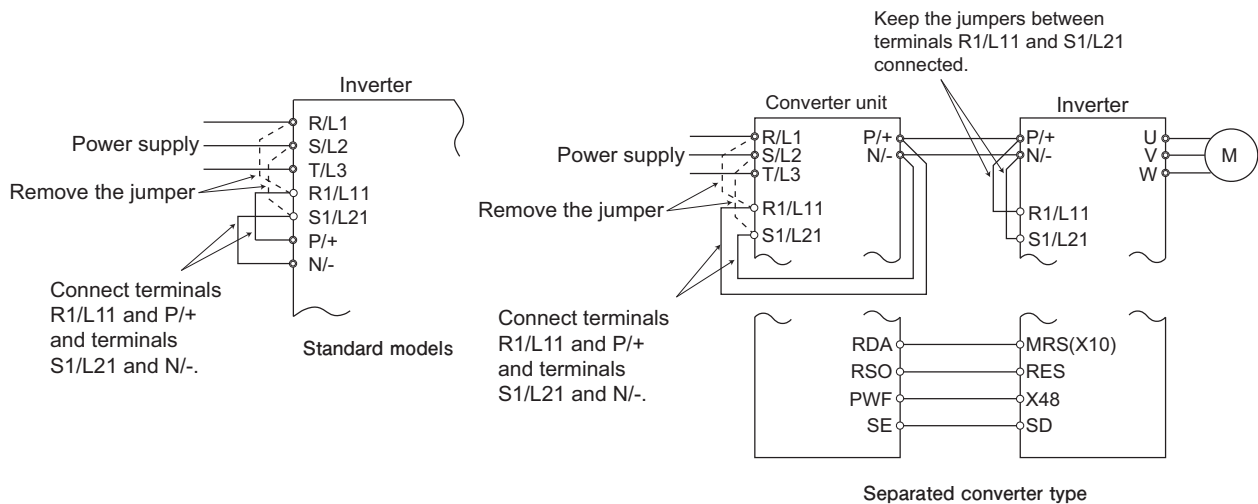 Inverter
R/L1
Power supply
S/L2
T/L3
Remove the jumper
R1/L11
S1/L21
P/+
N/-
Connect terminals
R1/L11 and P/+
and terminals
S1/L21 and N/-.
Standard models
Keep the jumpers between
terminals R1/L11 and S1/L21
connected.
Converter unit
Inverter
R/L1
P/+
P/+
U
Power supply
S/L2
N/-
N/-
V
M
T/L3
W
Remove the jumper
R1/L11
R1/L11
S1/L21
S1/L21
Connect terminals
R1/L11 and P/+
and terminals
S1/L21 and N/-.
RDA
MRS(X10)
RSO
RES
PWF
X48
SE
SD
Separated converter type